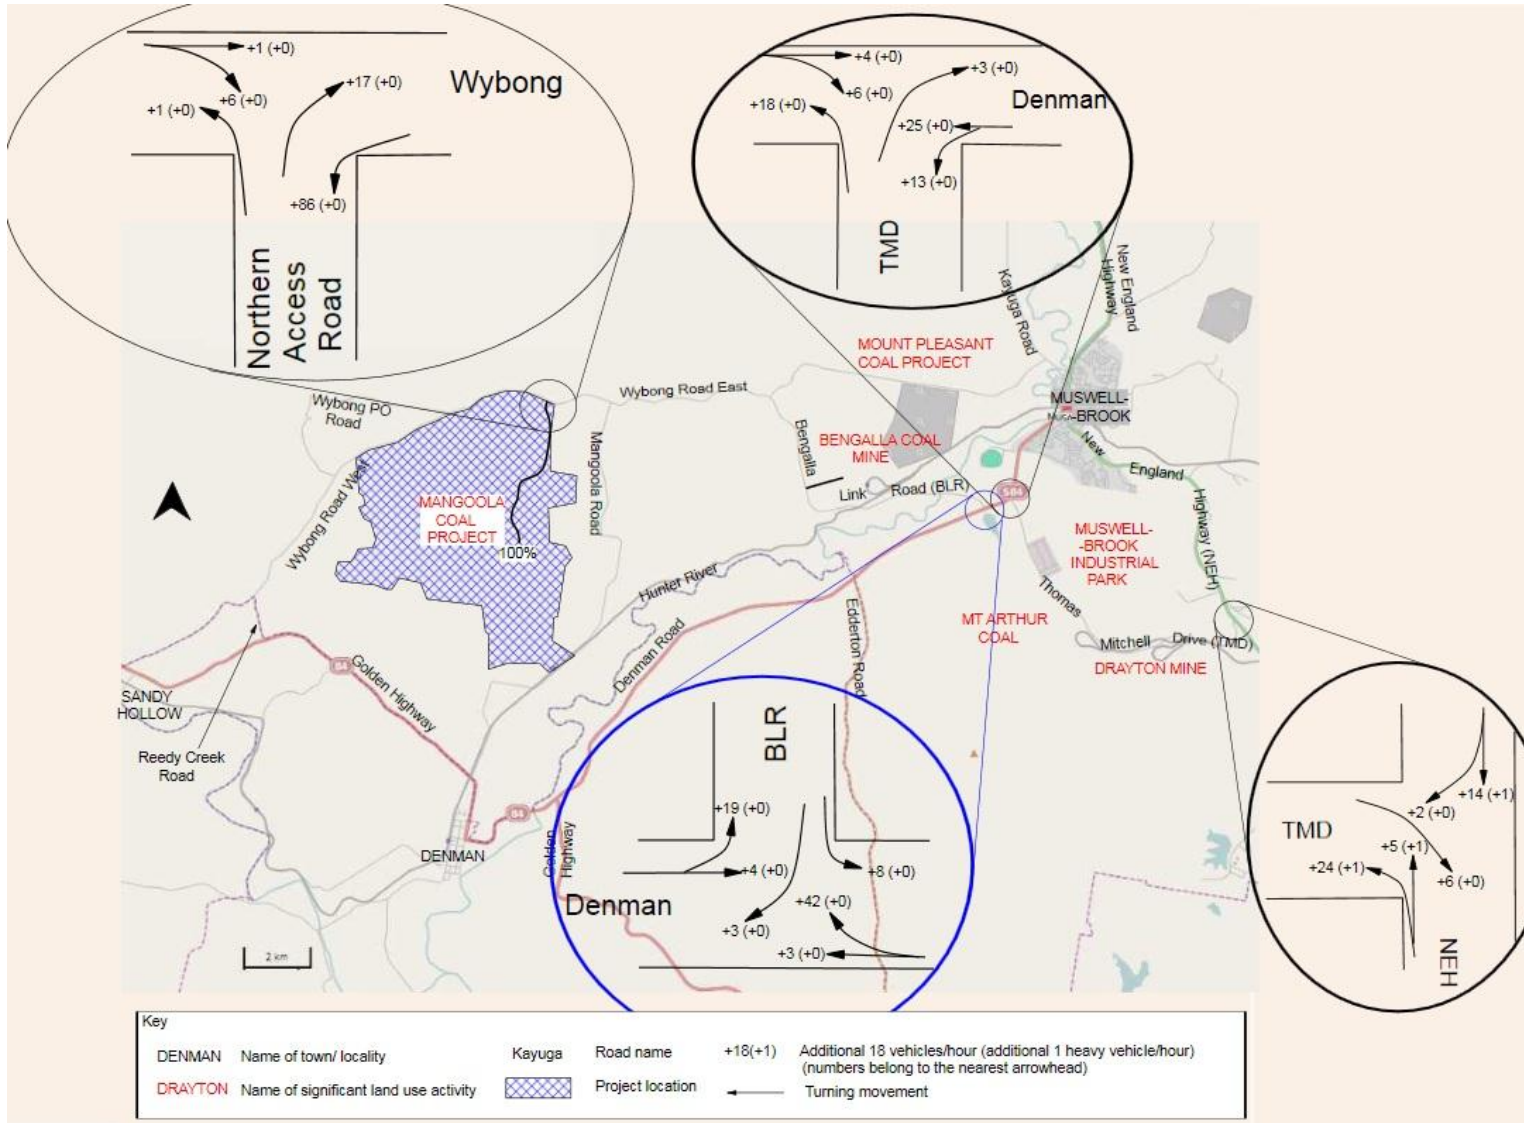 +1 (+0)
+17 (+0)
+6 (+0)
+1 (+0)
+86 (+0)
Wybong
Northern
Access
Road
+4 (+0)
+3 (+0)
+6 (+0)
+18 (+0)
+25 (+0)
+13 (+0)
Denman
TMD
Kayuga Road
New England
Highway
MOUNT PLEASANT
COAL PROJECT
Wybong Road East
Wybong PO
Road
MUSWELL-
-BROOK
BENGALLA COAL
MINE
Bengalla
Link
Road (BLR)
New
England
Highway (NEH)
Mangoola Road
Wybong Road West
MANGOOLA
COAL
PROJECT
100%
MUSWELL-
-BROOK
INDUSTRIAL
PARK
Thomas
Mitchell
Drive (TMD)
MT ARTHUR
COAL
DRAYTON MINE
Hunter River
Denman Road
Edderton Road
Golden Highway
84
SANDY
HOLLOW
Reedy Creek
Road
DENMAN
Golden
Highway
2 km
BLR
+19 (+0)
+4 (+0)
+8 (+0)
+42 (+0)
+3 (+0)
+3 (+0)
Denman
+14 (+1)
+2 (+0)
TMD
+5 (+1)
+24 (+1)
+6 (+0)
NEH
Key
DENMAN Name of town/ locality Kayuga Road name +18(+1) Additional 18 vehicles/hour (additional 1 heavy vehicle/hour)
(numbers belong to the nearest arrowhead)
DRAYTON Name of significant land use activity Project location Turning movement